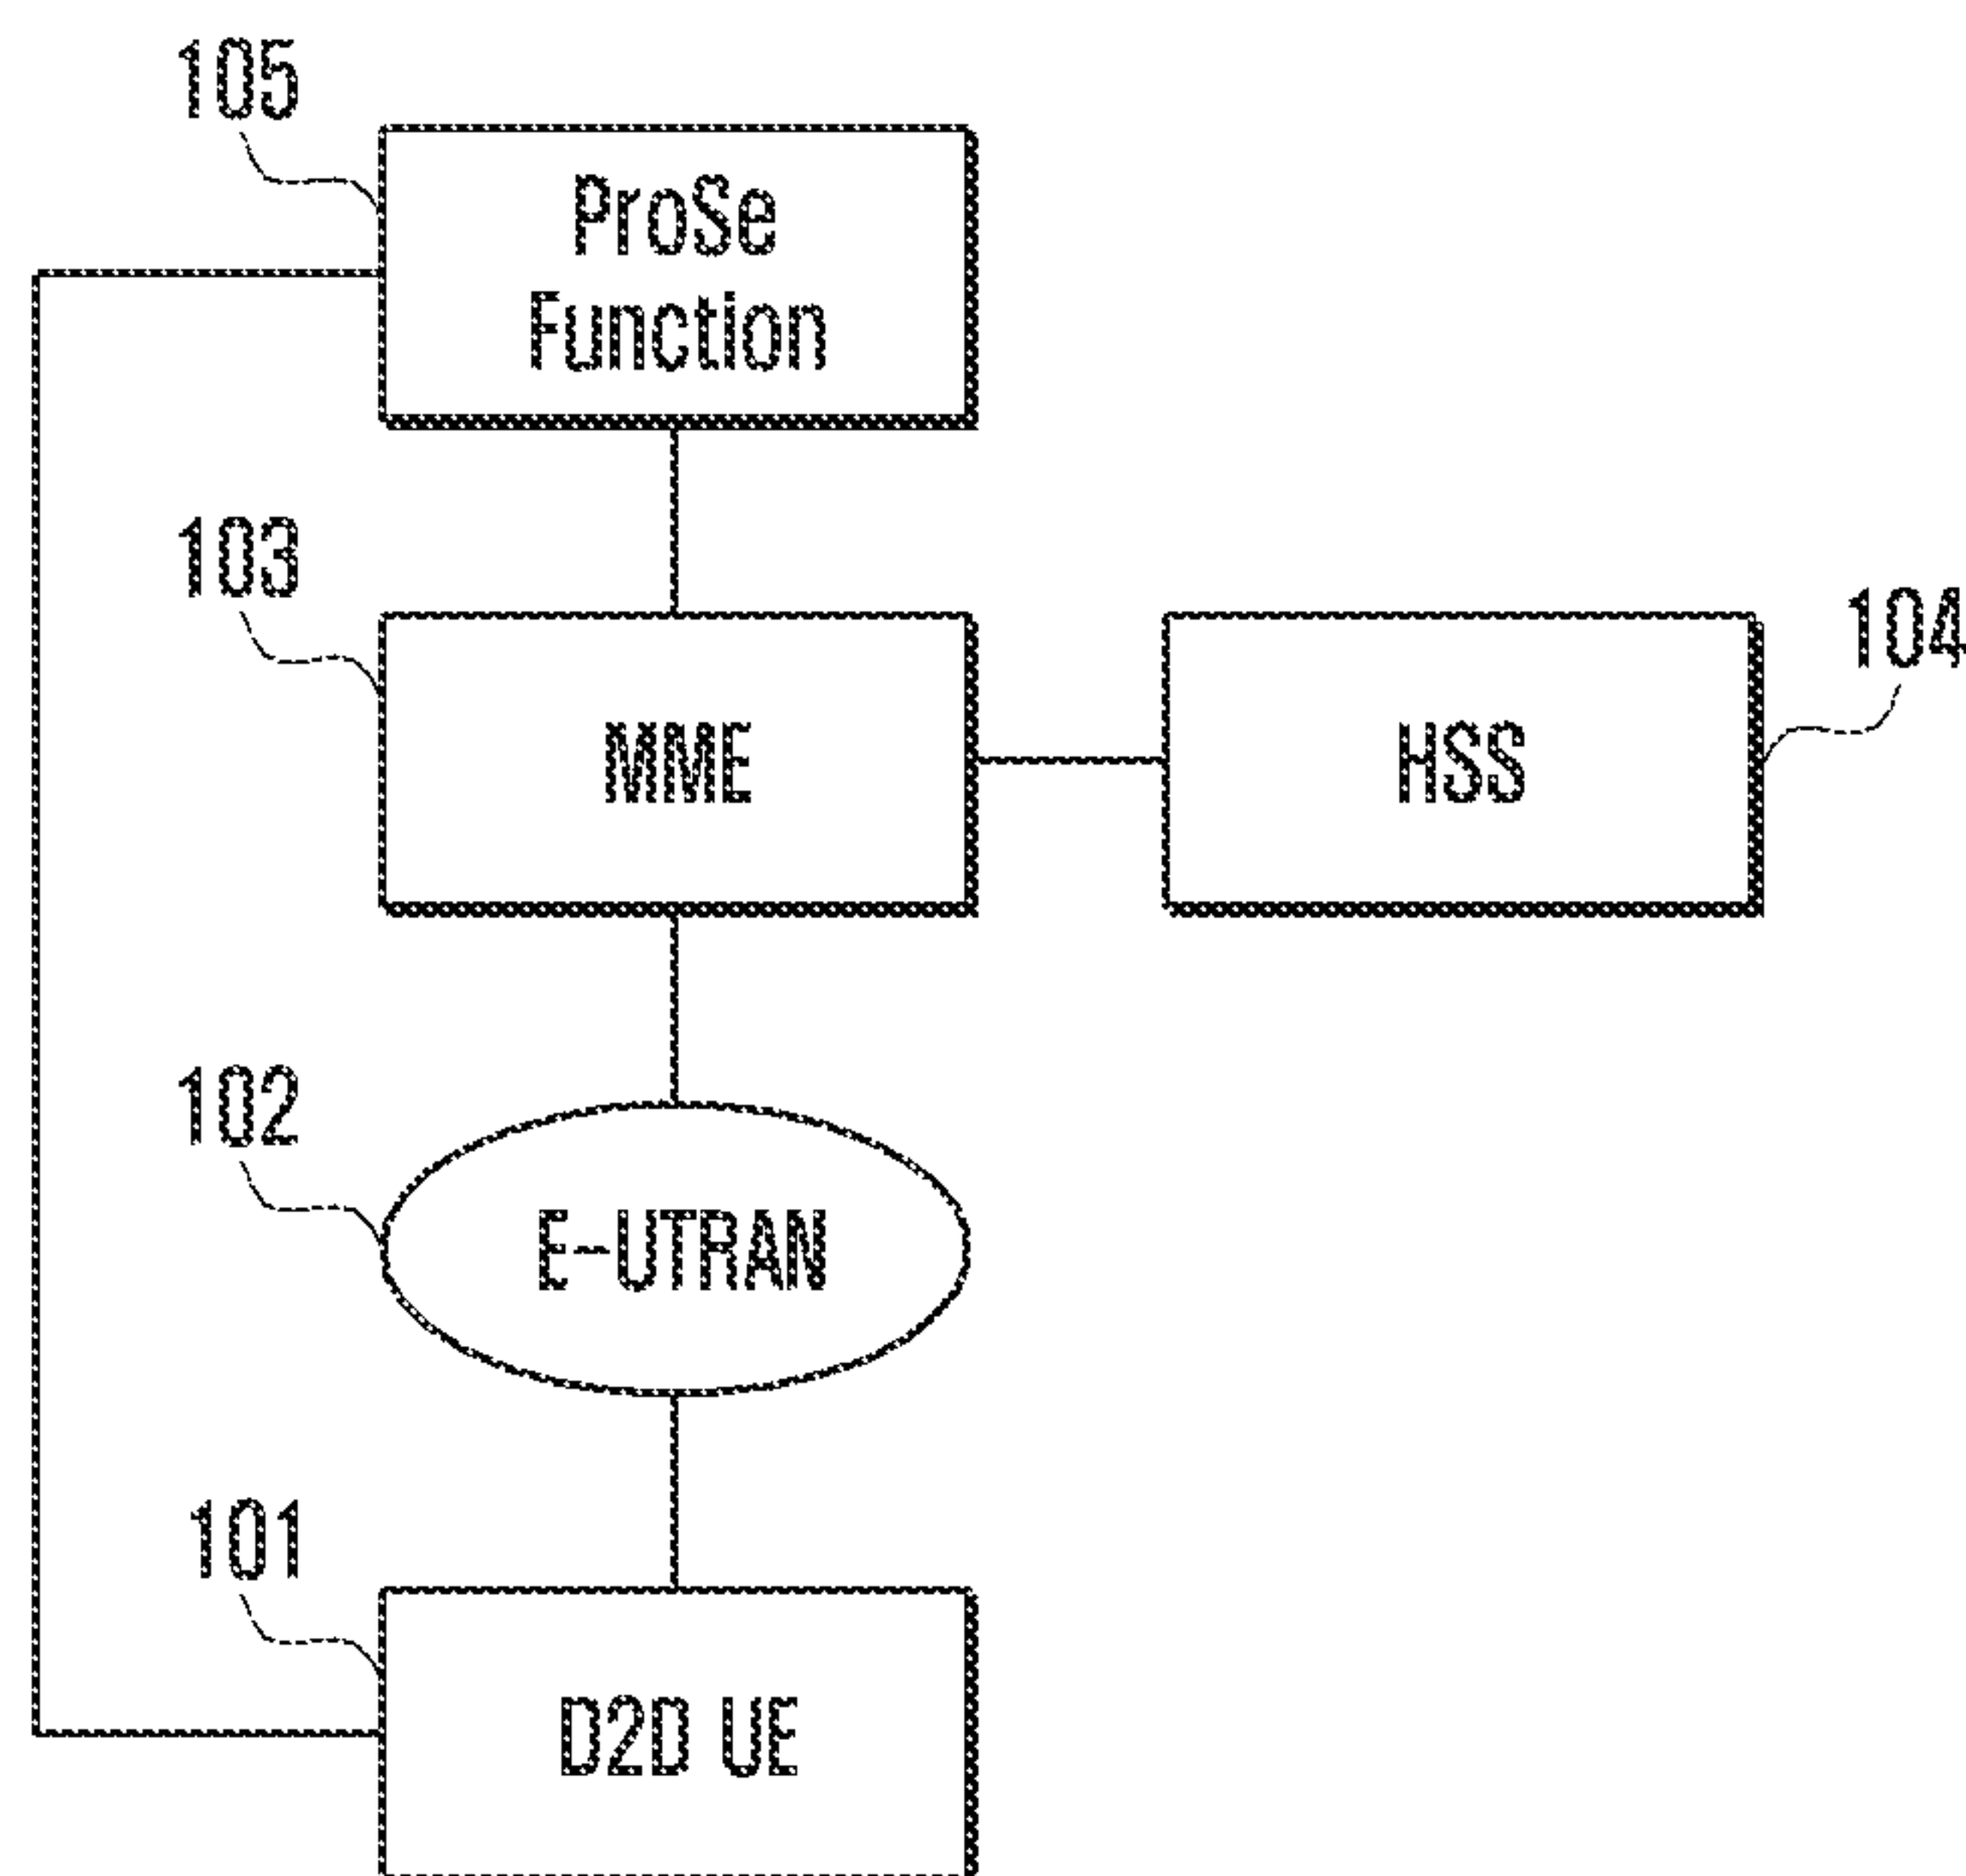 105
ProSe
Function
103
104
MME
HSS
102
E-UTRAN
101
D2D UE